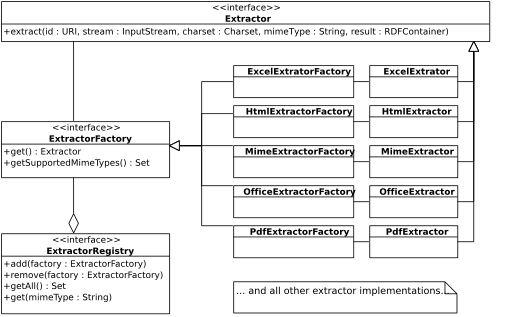 <<interface>>
Extractor
+extract(id : URI, stream : InputStream, charset : Charset, mimeType : String, result : RDFContainer)
ExcelExtratorFactory
ExcelExtrator
HtmlExtractorFactory
HtmlExtractor
<<interface>>
ExtractorFactory
+get() : Extractor
+getSupportedMimeTypes() : Set
MimeExtractorFactory
MimeExtractor
OfficeExtractorFactory
OfficeExtractor
PdfExtractorFactory
PdfExtractor
<<interface>>
ExtractorRegistry
+add(factory : ExtractorFactory)
+remove(factory : ExtractorFactory)
+getAll() : Set
+get(mimeType : String)
... and all other extractor implementations...